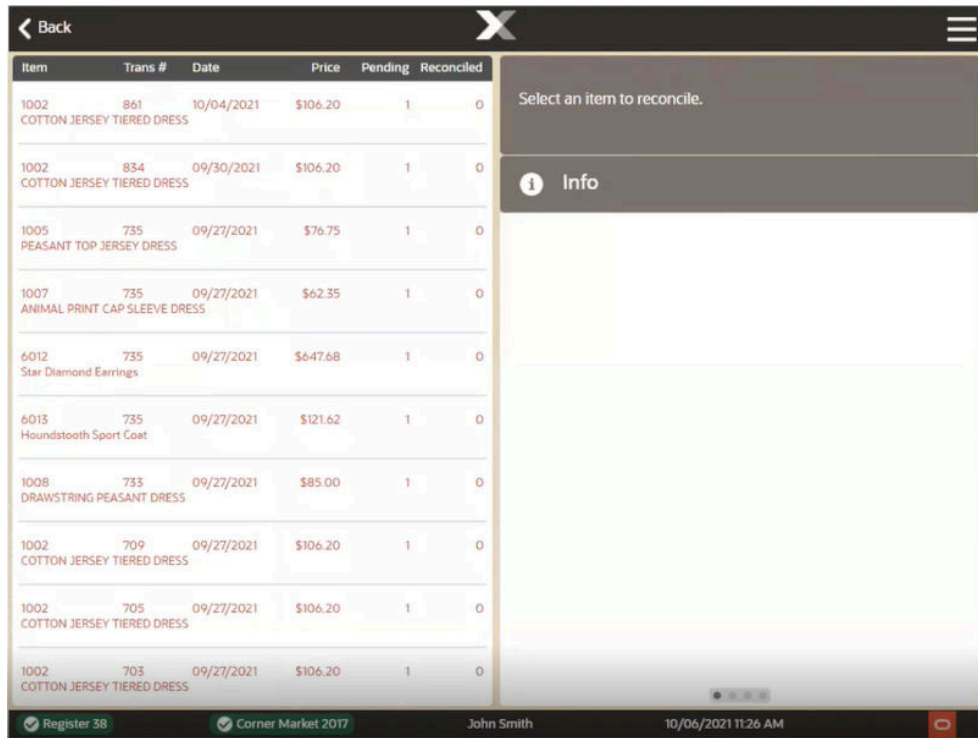 Back
Item Trans # Date Price Pending Reconciled
1002 861 10/04/2021 $106.20 1 0
COTTON JERSEY TIERED DRESS
1002 834 09/30/2021 $106.20 1 0
COTTON JERSEY TIERED DRESS
1005 735 09/27/2021 $76.75 1 0
PEASANT TOP JERSEY DRESS
1007 735 09/27/2021 $62.35 1 0
ANIMAL PRINT CAP SLEEVE DRESS
6012 735 09/27/2021 $647.68 1 0
Star Diamond Earrings
6013 735 09/27/2021 $121.62 1 0
Houndstooth Sport Coat
1008 733 09/27/2021 $85.00 1 0
DRAWSTRING PEASANT DRESS
1002 709 09/27/2021 $106.20 1 0
COTTON JERSEY TIERED DRESS
1002 705 09/27/2021 $106.20 1 0
COTTON JERSEY TIERED DRESS
1002 703 09/27/2021 $106.20 1 0
COTTON JERSEY TIERED DRESS
Select an item to reconcile.
Info
Register 38 Corner Market 2017 John Smith 10/06/2021 11:26 AM